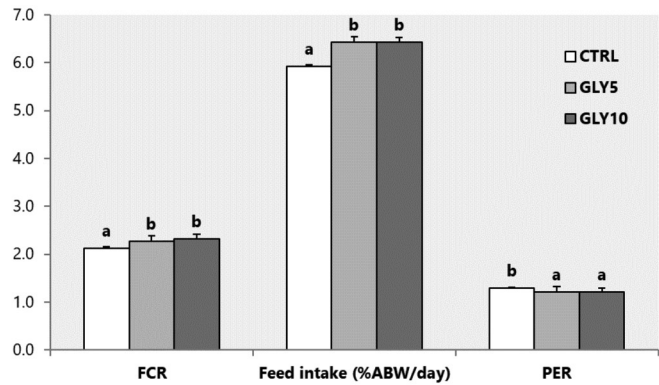 7.0
6.0
5.0
4.0
3.0
2.0
1.0
0.0
a b b
a b b
b a a
CTRL
GLY5
GLY10
FCR Feed intake (%ABW/day) PER